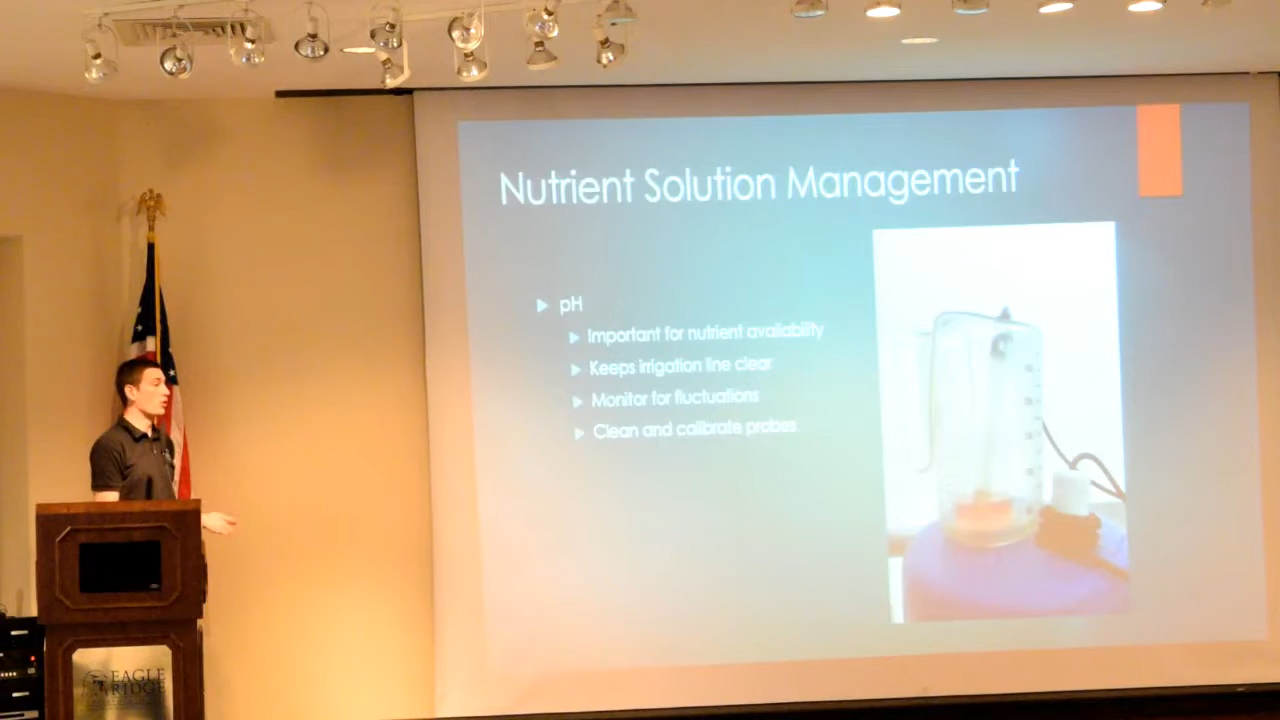 Nutrient Solution Management
pH
Important for nutrient availability
Keeps irrigation line clear
Monitor for fluctuations
Clean and calibrate probes
EAGLE
RIDGE